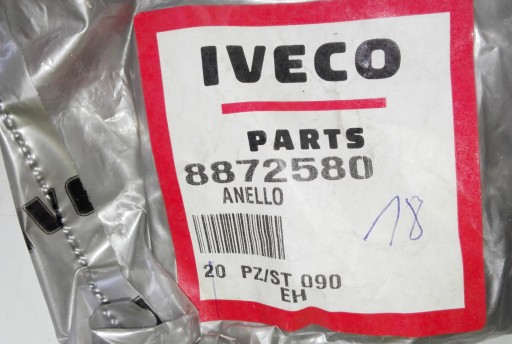 IVECO
PARTS
8872580
ANELLO
18
20 PZ/ST 090
EH